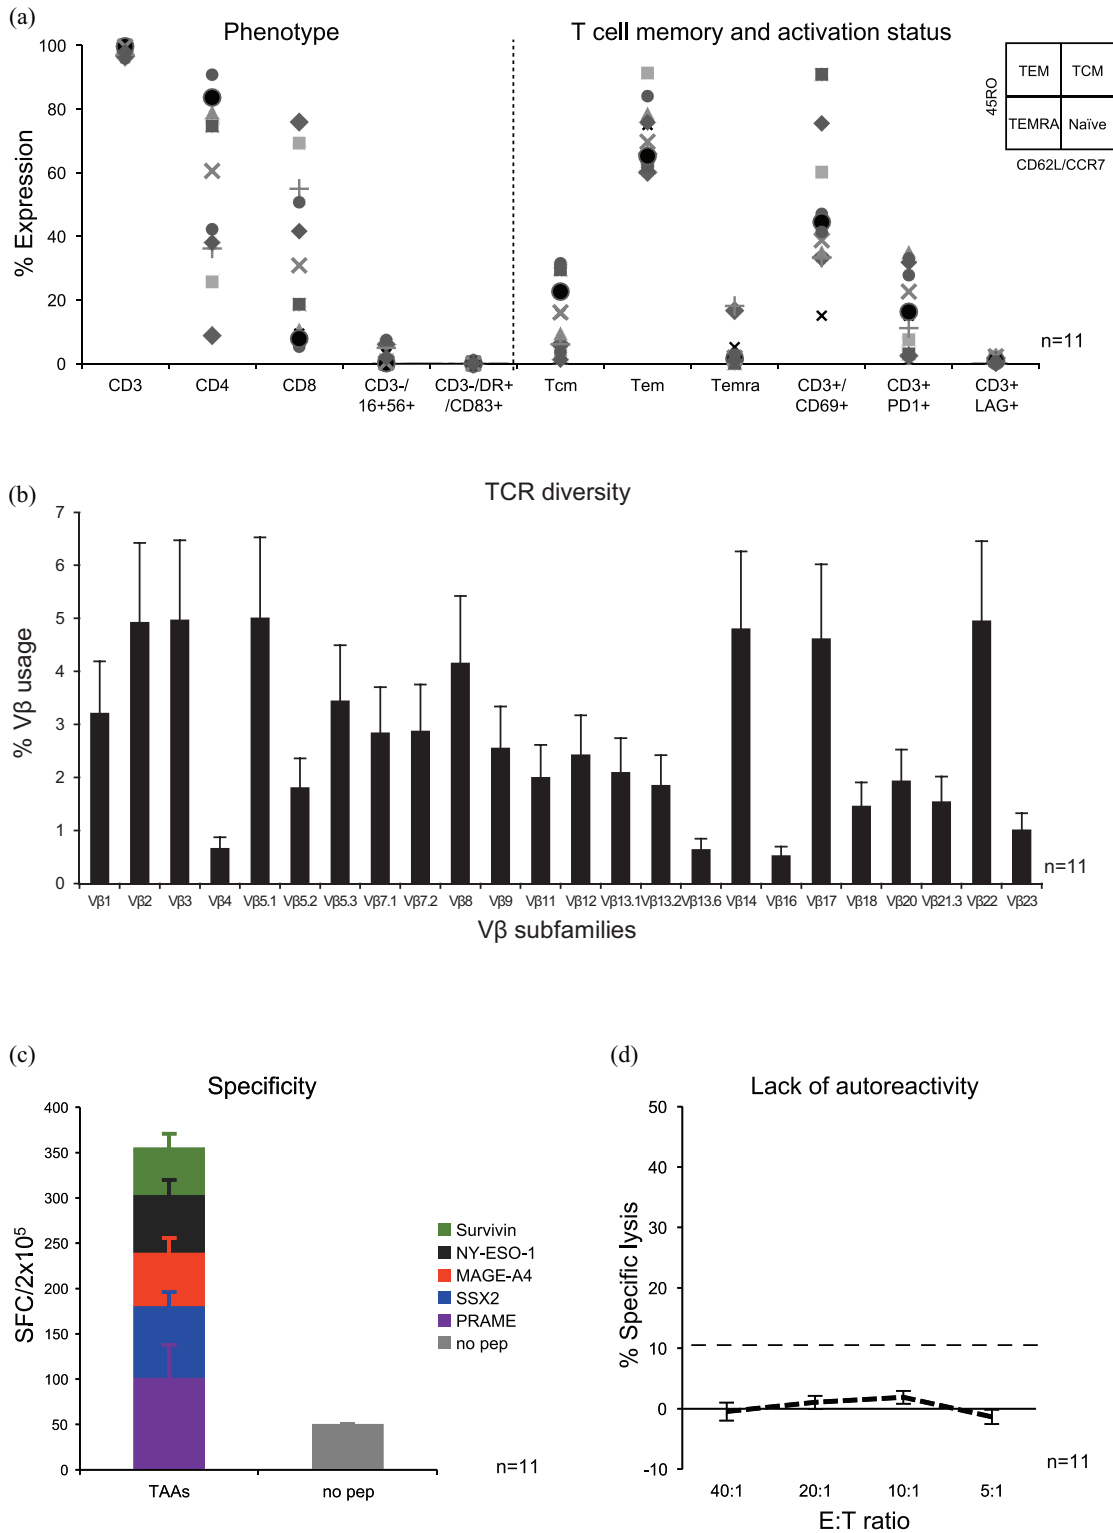 (a)
Phenotype
T cell memory and activation status
% Expression
100
80
60
40
20
0
CD3
CD4
CD8
CD3-/
16+56+
CD3-/DR+
/CD83+
Tcm
Tem
Temra
CD3+/
CD69+
CD3+
PD1+
CD3+
LAG+
n=11
45RO
TEM TCM
TEMRA Naïve
CD62L/CCR7
(b)
TCR diversity
% Vβ usage
7
6
5
4
3
2
1
0
Vβ1 Vβ2 Vβ3 Vβ4 Vβ5.1 Vβ5.2 Vβ5.3 Vβ7.1 Vβ7.2 Vβ8 Vβ9 Vβ11 Vβ12 Vβ13.1 Vβ13.2 Vβ13.6 Vβ14 Vβ16 Vβ17 Vβ18 Vβ20 Vβ21.3 Vβ22 Vβ23
n=11
Vβ subfamilies
(c)
Specificity
SFC/2x10⁵
400
350
300
250
200
150
100
50
0
TAAs no pep
Survivin
NY-ESO-1
MAGE-A4
SSX2
PRAME
no pep
n=11
(d)
Lack of autoreactivity
% Specific lysis
50
40
30
20
10
0
-10
40:1 20:1 10:1 5:1
E:T ratio
n=11